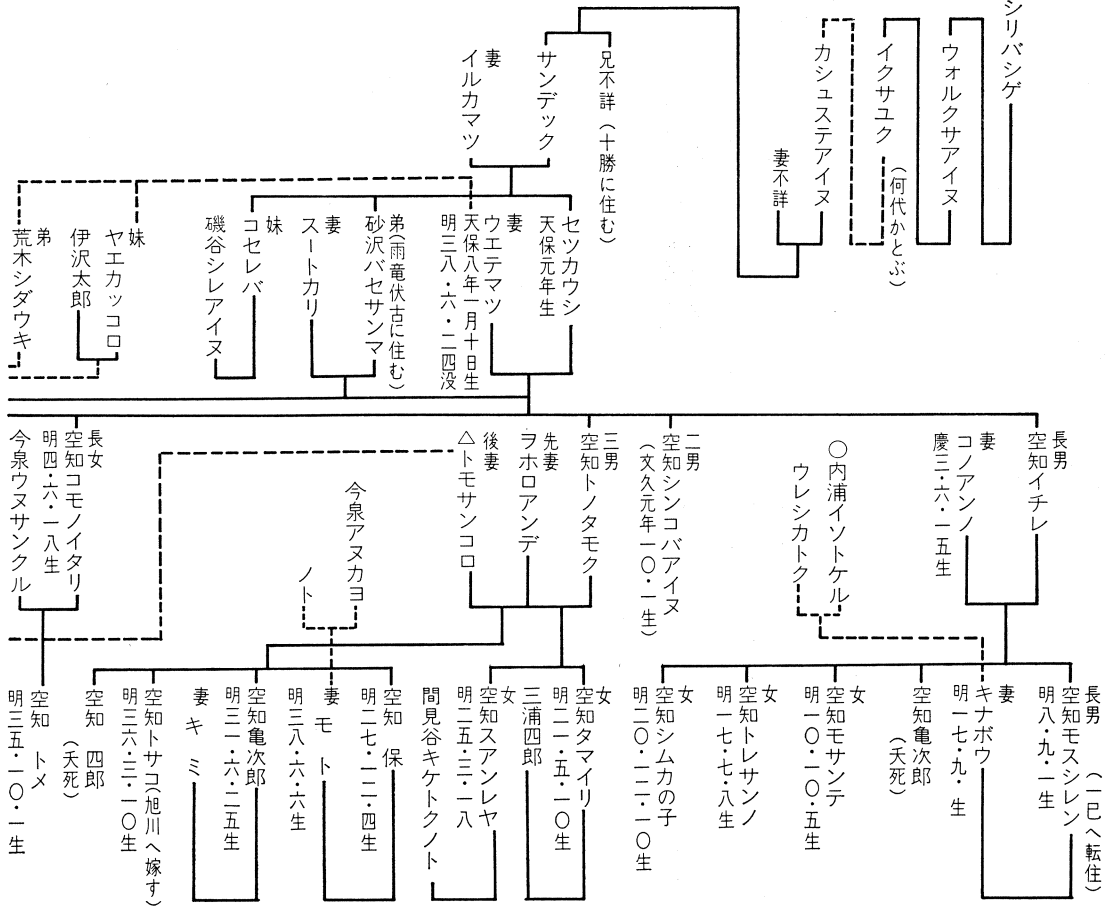 シリバシゲ
ウォルクサアイヌ
イクサユク
(何代かとぶ)
カシュステアイヌ
妻不詳
兄不詳(十勝に住む)
サンデック
妻
イルカマツ
セツカウシ
天保元年生
妻
ウエテマツ
天保八年一月十日生
明三八・六・二四没
弟(雨竜伏古に住む)
砂沢バセサンマ
妻
スートカリ
妹
コセレバ
磯谷シレアイヌ
妹
ヤエカッコロ
伊沢太郎
弟
荒木シダウキ
長男
空知イチレ
妻
コノアンノ
慶三・六・一五生
〇内浦イソトケル
ウレシカトク
二男
空知シンコバアイヌ
(文久元年一〇・一生)
三男
空知トノタモク
先妻
ヲホロアンデ
後妻
△トモサンコロ
今泉アヌカヨ
ノト
長女
空知コモノイタリ
明四・六・一八生
今泉ウヌサンクル
長男(一巳へ転住)
空知モスシレン
明八・九・一生
妻
キナボウ
明一七・九・生
空知亀次郎
(夭死)
女
空知モサンテ
明一〇・一〇・五生
女
空知トレサンノ
明一七・七・八生
女
空知シムカの子
明二〇・一二・一〇生
女
空知タマイリ
明二一・五・一〇生
三浦四郎
女
空知スアンレヤ
明二五・三・一八
間見谷キケトクノト
空知 保
明二七・一二・四生
妻 モト
明三八・六・六生
空知亀次郎
明三一・六・二五生
妻 キミ
空知トサコ(旭川へ嫁す)
明三六・三・一〇生
空知 四郎
(夭死)
空知 トメ
明三五・一〇・一生